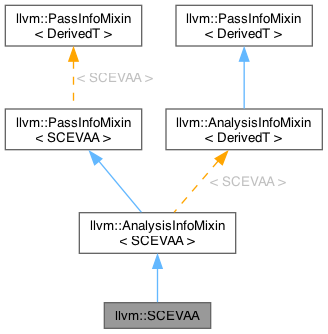 llvm::PassInfoMixin
< DerivedT >
llvm::PassInfoMixin
< DerivedT >
< SCEVAA >
llvm::PassInfoMixin
< SCEVAA >
llvm::AnalysisInfoMixin
< DerivedT >
< SCEVAA >
llvm::AnalysisInfoMixin
< SCEVAA >
llvm::SCEVAA